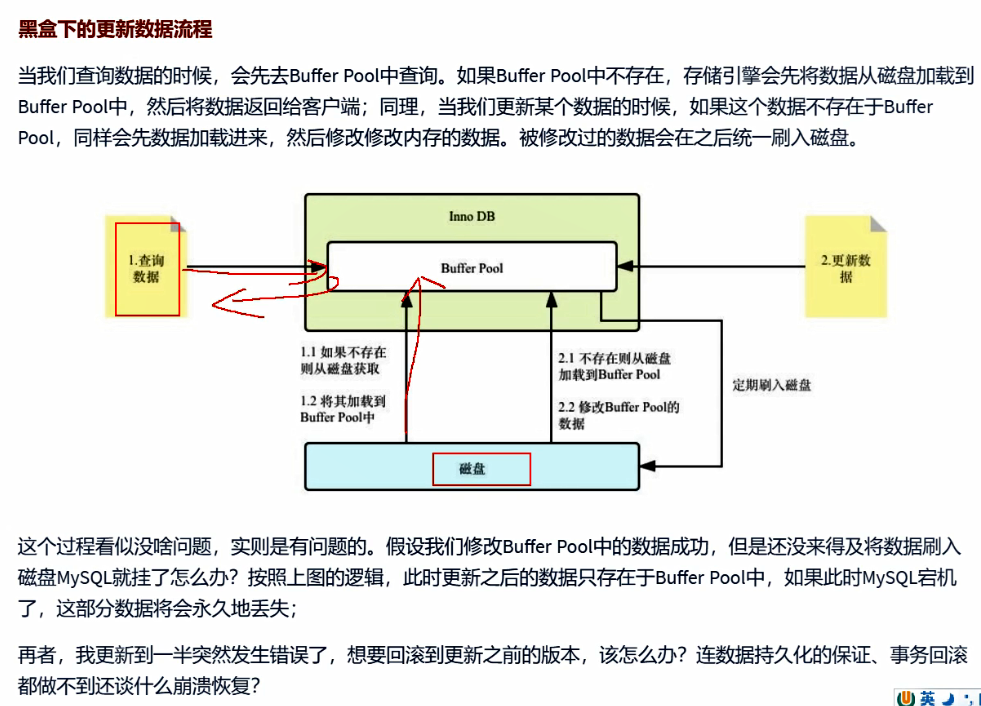 黑盒下的更新数据流程
当我们查询数据的时候，会先去Buffer Pool中查询。如果Buffer Pool中不存在，存储引擎会先将数据从磁盘加载到
Buffer Pool中，然后将数据返回给客户端；同理，当我们更新某个数据的时候，如果这个数据不存在于Buffer
Pool，同样会先数据加载进来，然后修改修改内存的数据。被修改过的数据会在之后统一刷入磁盘。
Inno DB
1.查询
数据
Buffer Pool
2.更新数
据
1.1 如果不存在
则从磁盘获取
1.2 将其加载到
Buffer Pool中
2.1 不存在则从磁盘
加载到Buffer Pool
2.2 修改Buffer Pool的
数据
定期刷入磁盘
磁盘
这个过程看似没啥问题，实则是有问题的。假设我们修改Buffer Pool中的数据成功，但是还没来得及将数据刷入
磁盘MySQL就挂了怎么办？按照上图的逻辑，此时更新之后的数据只存在于Buffer Pool中，如果此时MySQL宕机
了，这部分数据将会永久地丢失；
再者，我更新到一半突然发生错误了，想要回滚到更新之前的版本，该怎么办？连数据持久化的保证、事务回滚
都做不到还谈什么崩溃恢复？
英